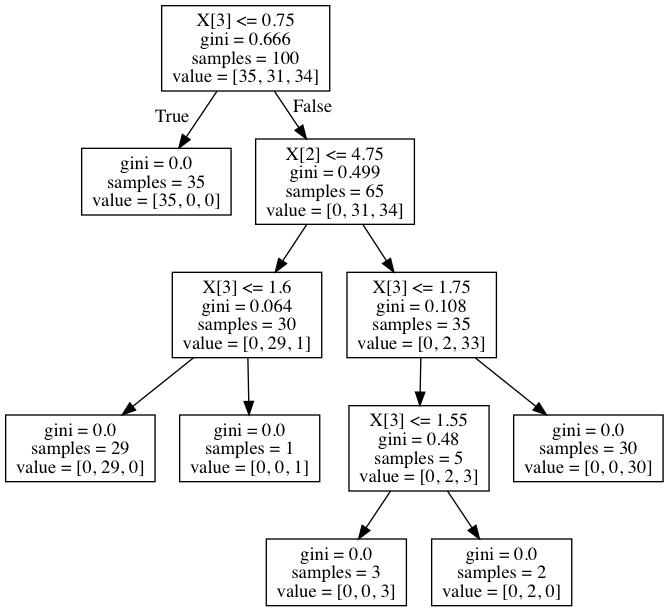 X[3] <= 0.75
gini = 0.666
samples = 100
value = [35, 31, 34]
True
False
gini = 0.0
samples = 35
value = [35, 0, 0]
X[2] <= 4.75
gini = 0.499
samples = 65
value = [0, 31, 34]
X[3] <= 1.6
gini = 0.064
samples = 30
value = [0, 29, 1]
X[3] <= 1.75
gini = 0.108
samples = 35
value = [0, 2, 33]
gini = 0.0
samples = 29
value = [0, 29, 0]
gini = 0.0
samples = 1
value = [0, 0, 1]
X[3] <= 1.55
gini = 0.48
samples = 5
value = [0, 2, 3]
gini = 0.0
samples = 30
value = [0, 0, 30]
gini = 0.0
samples = 3
value = [0, 0, 3]
gini = 0.0
samples = 2
value = [0, 2, 0]